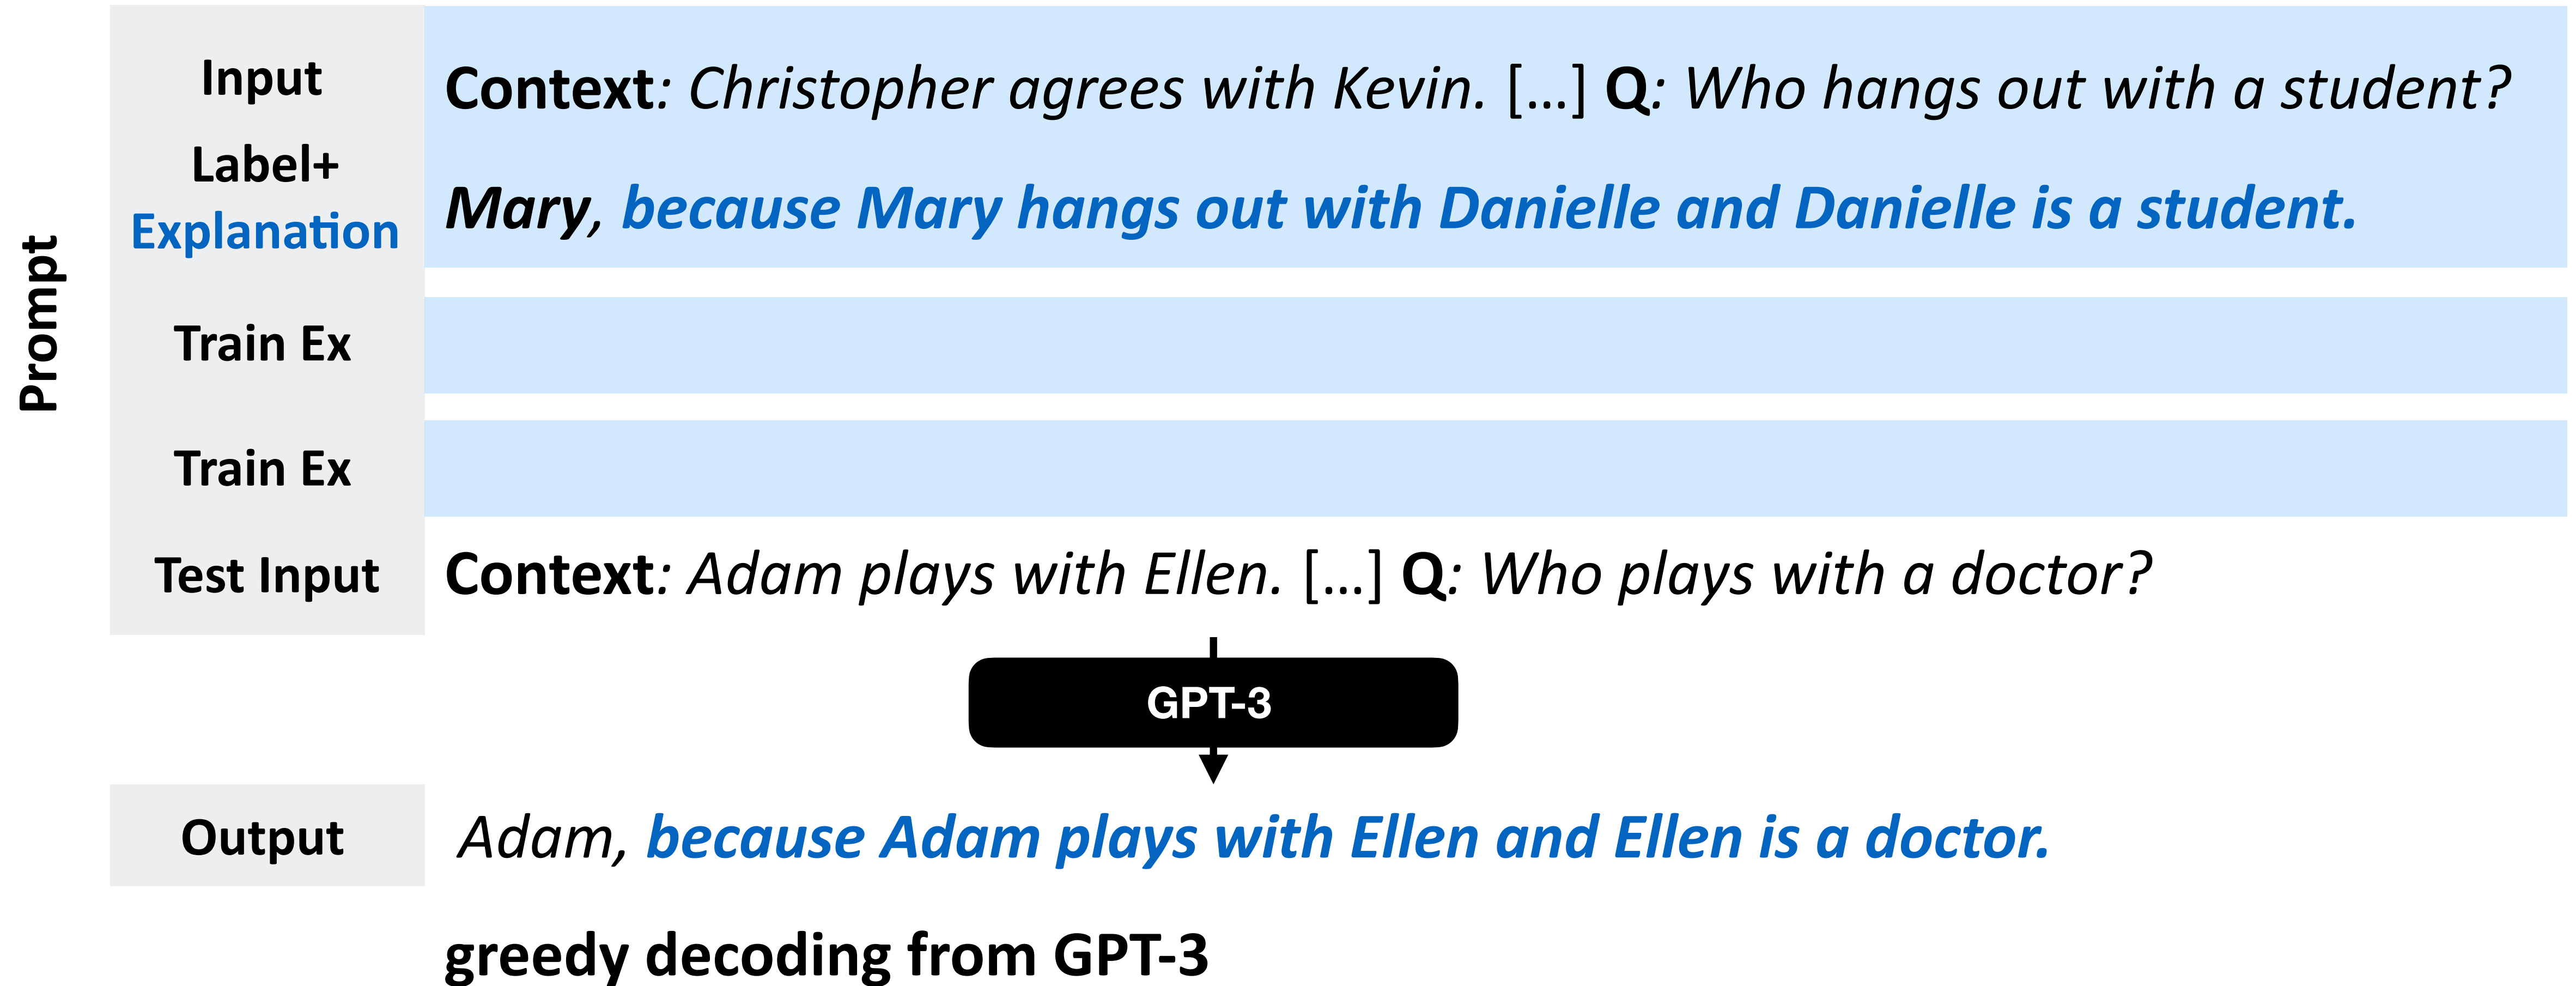 Prompt
Input
Context: Christopher agrees with Kevin. [...] Q: Who hangs out with a student?
Label+
Explanation
Mary, because Mary hangs out with Danielle and Danielle is a student.
Train Ex
Train Ex
Test Input
Context: Adam plays with Ellen. [...] Q: Who plays with a doctor?
GPT-3
Output
Adam, because Adam plays with Ellen and Ellen is a doctor.
greedy decoding from GPT-3